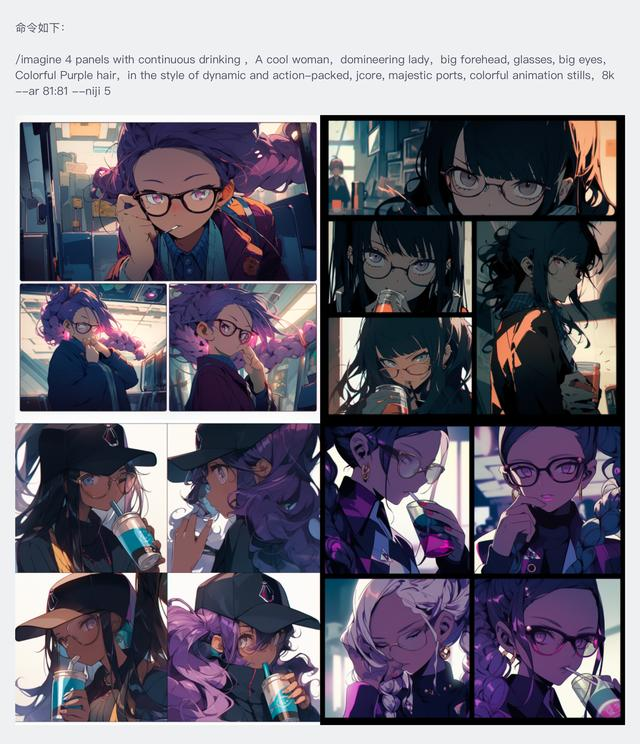 命令如下：
/imagine 4 panels with continuous drinking ，A cool woman，domineering lady，big forehead, glasses, big eyes,
Colorful Purple hair，in the style of dynamic and action-packed, jcore, majestic ports, colorful animation stills，8k
--ar 81:81 --niji 5